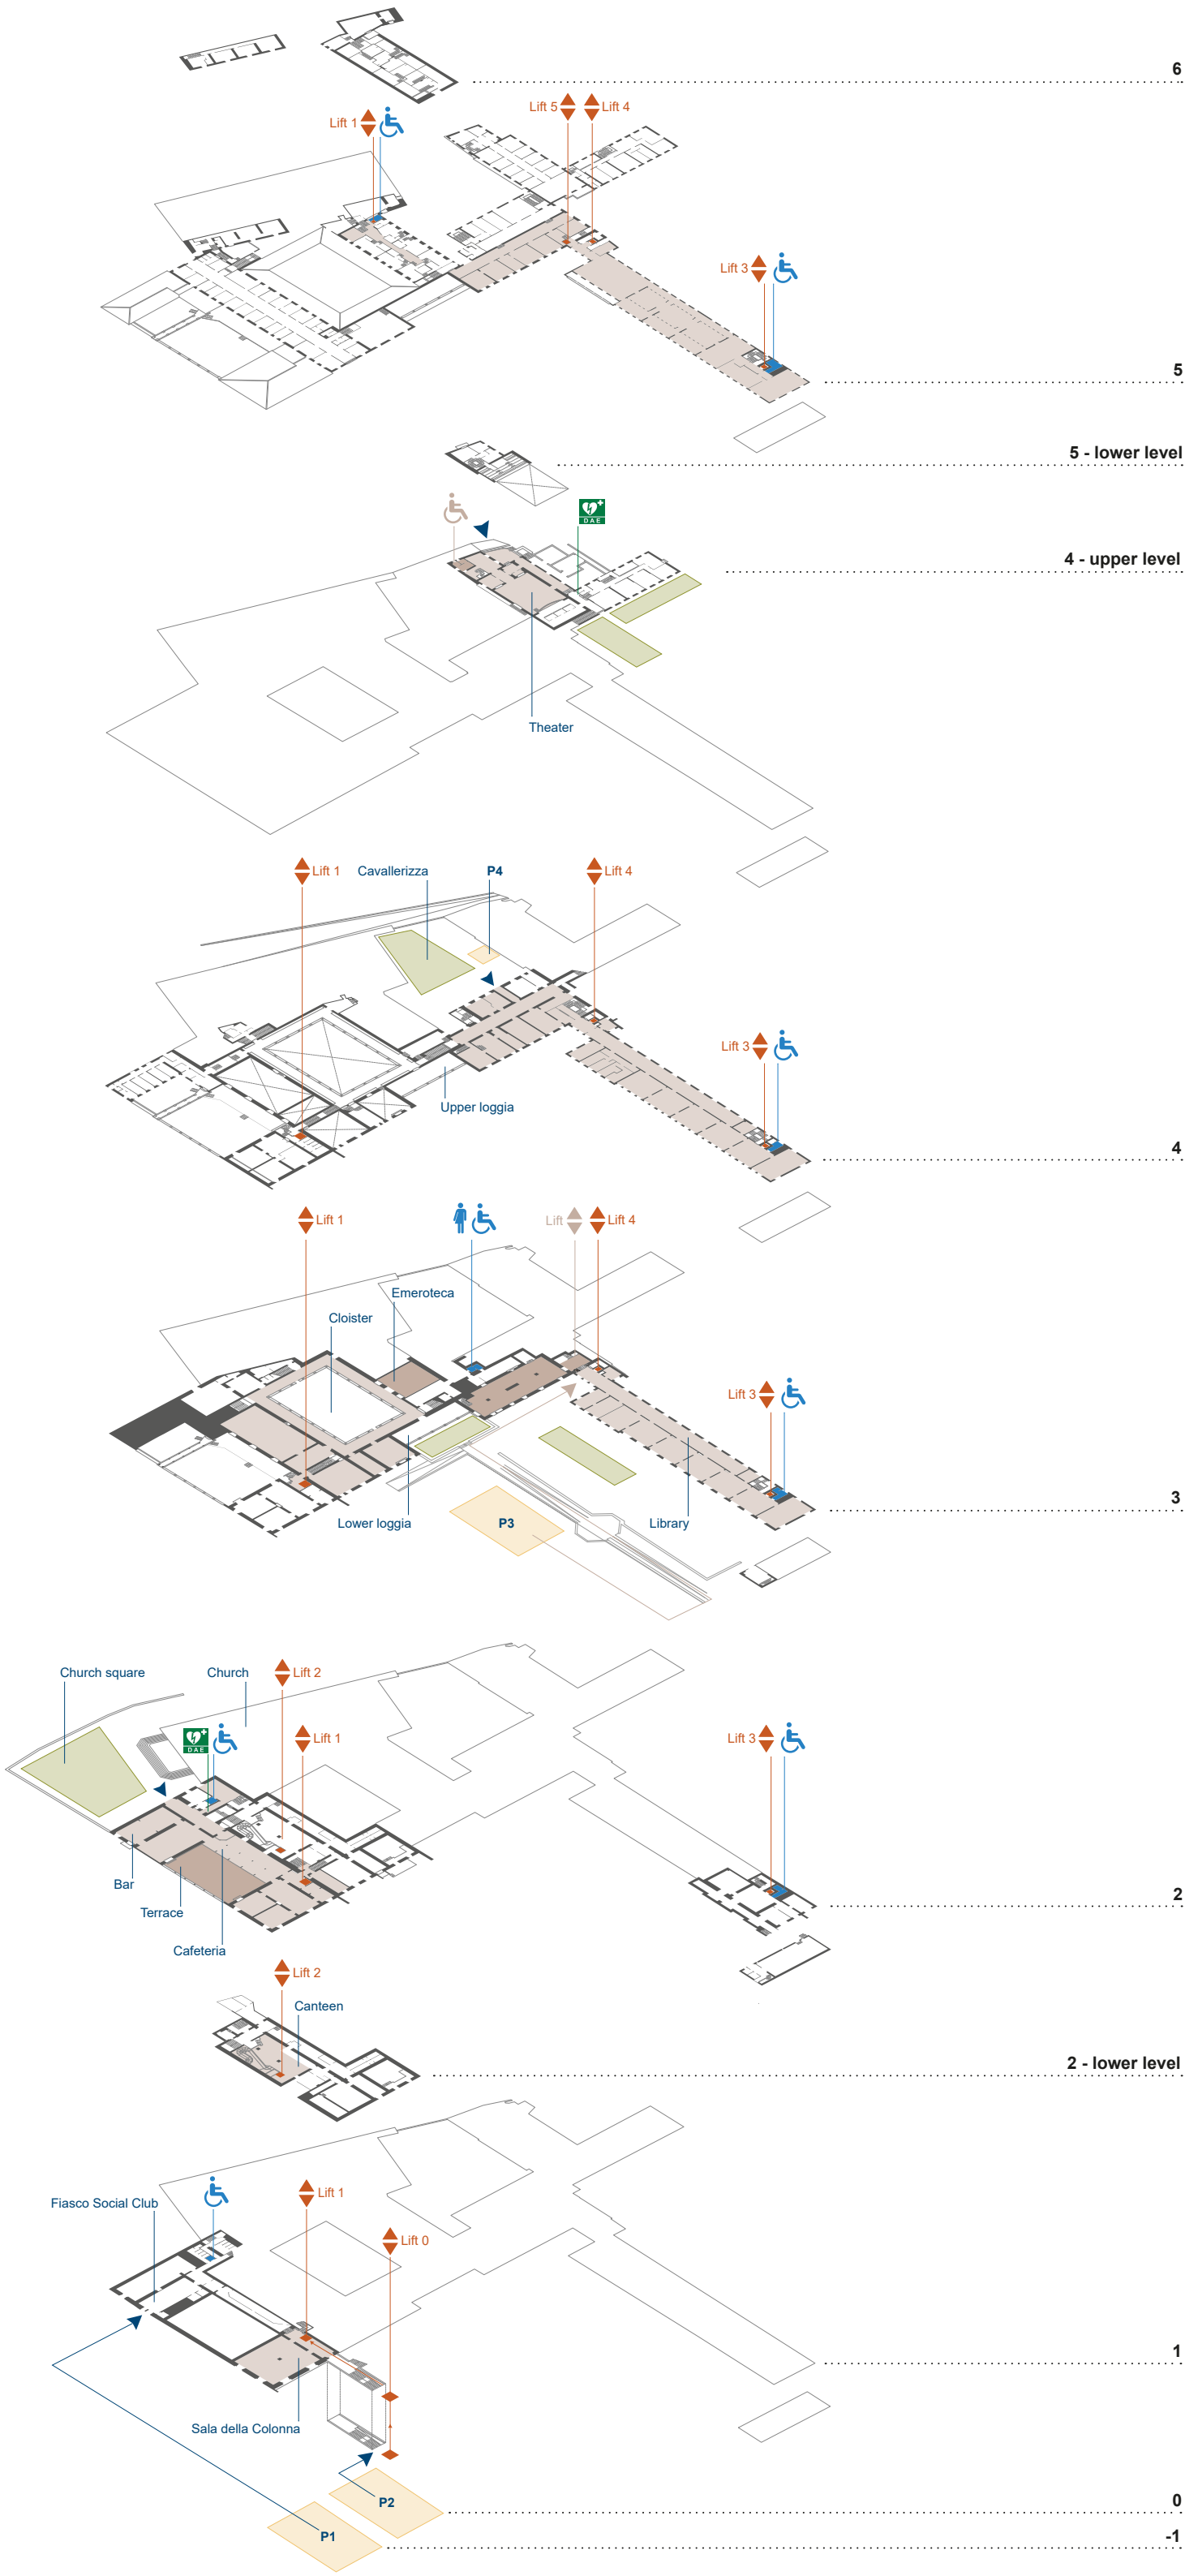 6
Lift 5
Lift 4
Lift 1
Lift 3
5
5 - lower level
DAE
4 - upper level
Theater
Lift 1
Cavallerizza
P4
Lift 4
Lift 3
Upper loggia
4
Lift 1
Lift
Lift 4
Emeroteca
Cloister
Lift 3
3
Lower loggia
P3
Library
Church square
Church
Lift 2
DAE
Lift 1
Lift 3
Bar
2
Terrace
Cafeteria
Lift 2
Canteen
2 - lower level
Lift 1
Fiasco Social Club
Lift 0
1
Sala della Colonna
P2
0
P1
-1